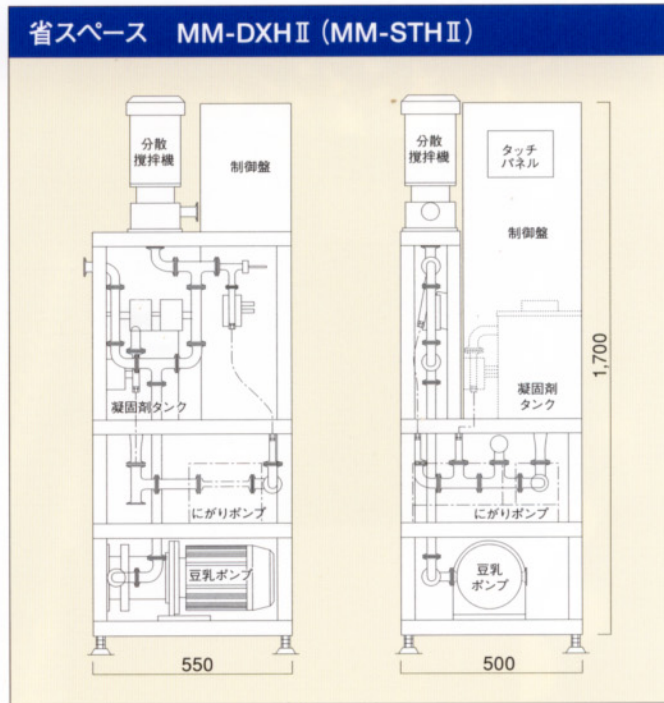 省スペース MM-DXHⅡ（MM-STHⅡ）
分散
攪拌機
制御盤
凝固剤タンク
にがりポンプ
豆乳ポンプ
550
分散
攪拌機
タッチ
パネル
制御盤
凝固剤
タンク
にがりポンプ
豆乳
ポンプ
1,700
500